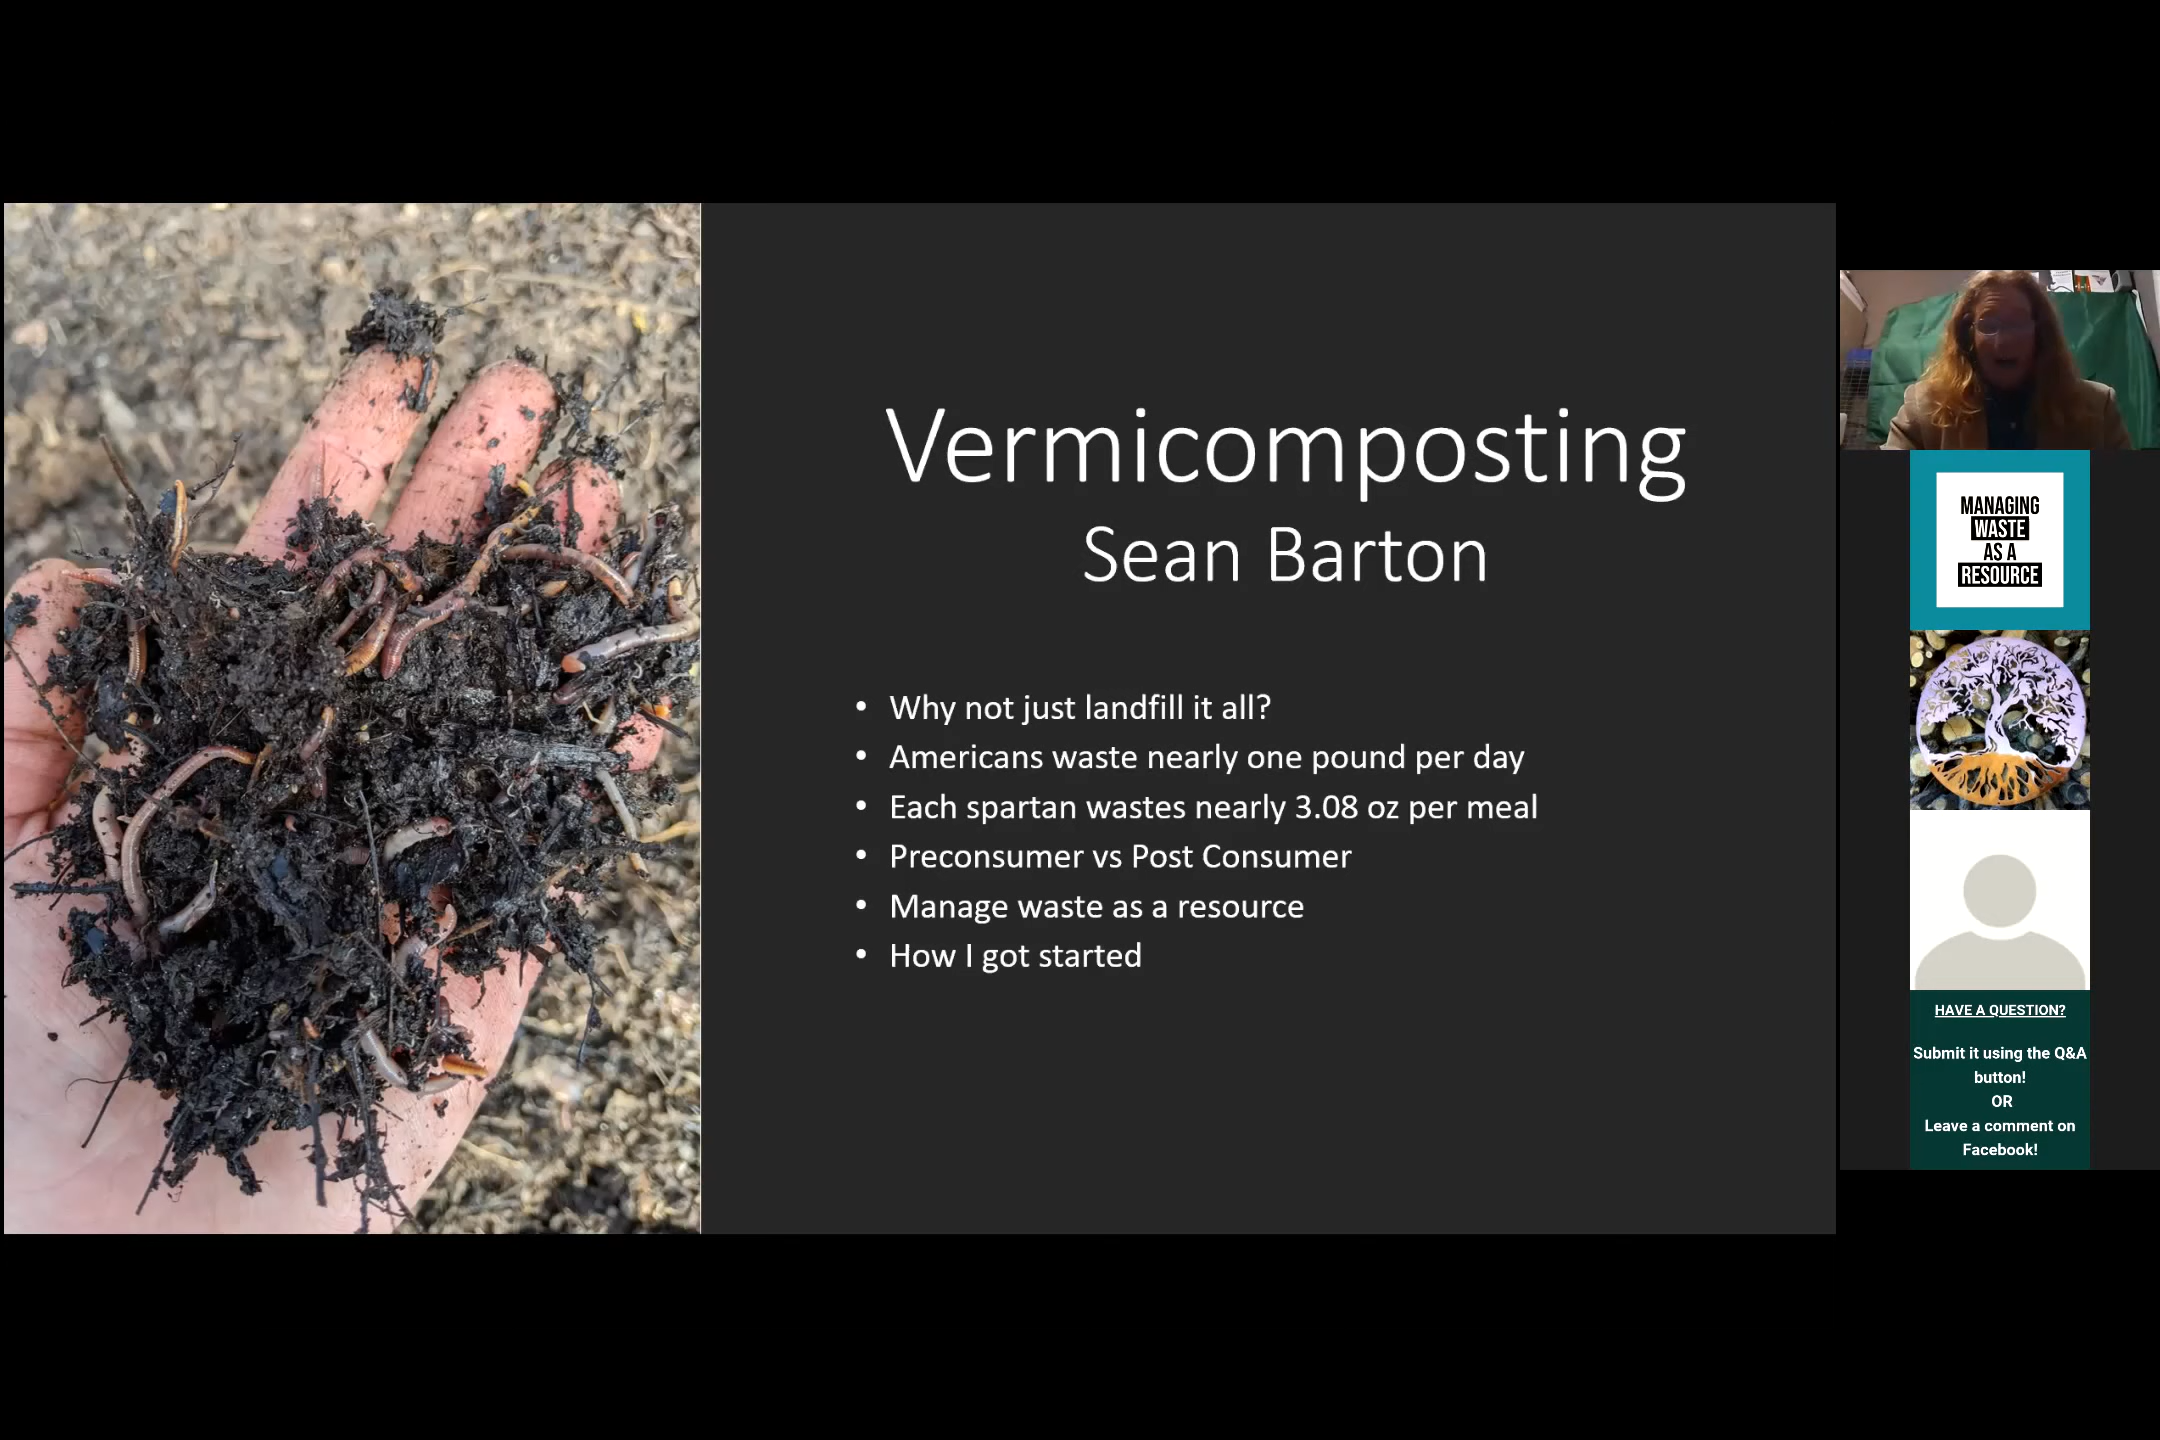 Vermicomposting
Sean Barton
• Why not just landfill it all?
• Americans waste nearly one pound per day
• Each spartan wastes nearly 3.08 oz per meal
• Preconsumer vs Post Consumer
• Manage waste as a resource
• How I got started
MANAGING
WASTE
AS A
RESOURCE
HAVE A QUESTION?
Submit it using the Q&A
button!
OR
Leave a comment on
Facebook!